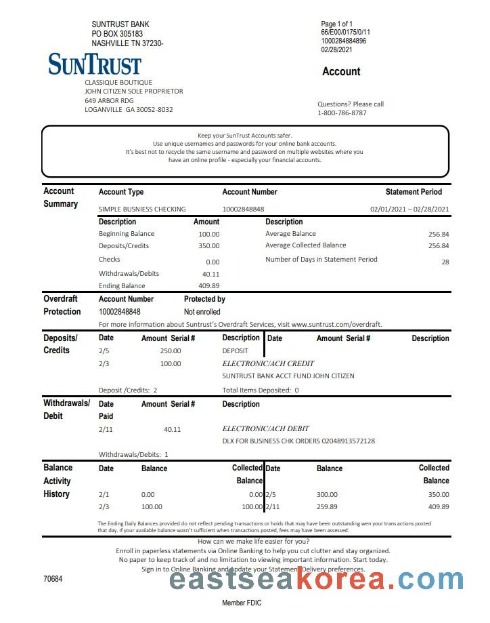 SUNTRUST BANK
PO BOX 305183
NASHVILLE TN 37230-
Page 1 of 1
66/E00/0175/0/11
1000284884896
02/28/2021
SUNTRUST
Account
CLASSIQUE BOUTIQUE
JOHN CITIZEN SOLE PROPRIETOR
649 ARBOR RDG
LOGANVILLE GA 30052-8032
Questions? Please call
1-800-786-8787
Keep your SunTrust Accounts safer.
Use unique usernames and passwords for your online bank accounts.
It's best not to recycle the same username and password on multiple websites where you
have an online profile - especially your financial accounts.
Account Summary
Account Type Account Number Statement Period
SIMPLE BUSNIESS CHECKING 10002848848 02/01/2021 – 02/28/2021
Description Amount Description
Beginning Balance 100.00 Average Balance 256.84
Deposits/Credits 350.00 Average Collected Balance 256.84
Checks 0.00 Number of Days in Statement Period 28
Withdrawals/Debits 40.11
Ending Balance 409.89
Overdraft Protection
Account Number Protected by
10002848848 Not enrolled
For more information about Suntrust's Overdraft Services, visit www.suntrust.com/overdraft.
Deposits/ Credits
Date Amount Serial # Description Date Amount Serial # Description
2/5 250.00 DEPOSIT
2/3 100.00 ELECTRONIC/ACH CREDIT
SUNTRUST BANK ACCT FUND JOHN CITIZEN
Deposit /Credits: 2 Total Items Deposited: 0
Withdrawals/ Debit
Date Paid Amount Serial # Description
2/11 40.11 ELECTRONIC/ACH DEBIT
DLX FOR BUSINESS CHK ORDERS 02048913572128
Withdrawals/Debits: 1
Balance Activity History
Date Balance Collected Balance Date Balance Collected Balance
2/1 0.00 0.00 2/5 300.00 350.00
2/3 100.00 100.00 2/11 259.89 409.89
The Ending Daily Balances provided do not reflect pending transactions or holds that may have been outstanding wen your transactions posted
that day, if your available balance wasn't sufficient when transactions posted, fees may have been assessed.
How can we make life easier for you?
Enroll in paperless statements via Online Banking to help you cut clutter and stay organized.
No paper to keep track of and no limitation to viewing important information. Start today.
Sign in to Online Banking and update your Statement Delivery preferences.
70684
eastseakorea.com
Member FDIC